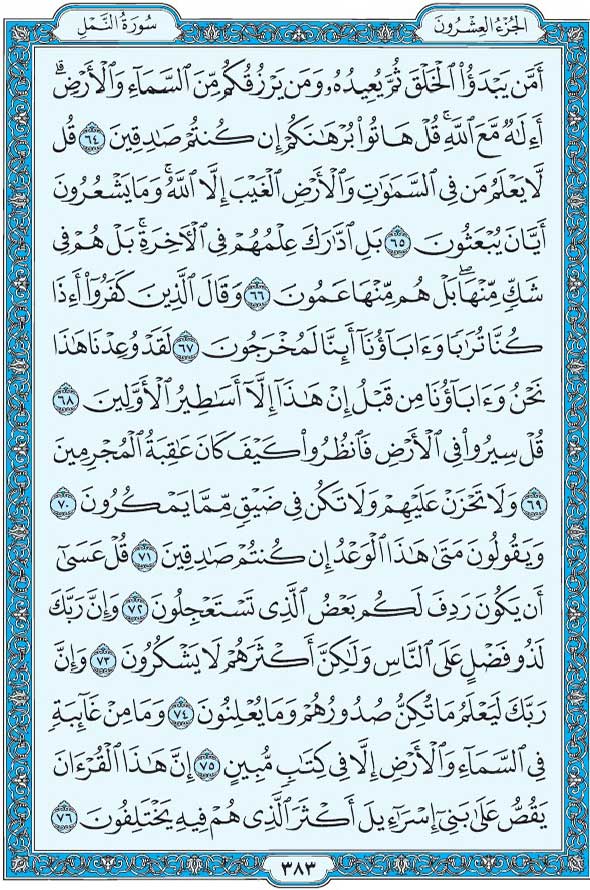 الجُزْءُ العِشْرُونَ
سُورَةُ النَّمْلِ
أَمَّن يَبْدَؤُا۟ ٱلْخَلْقَ ثُمَّ يُعِيدُهُۥ وَمَن يَرْزُقُكُم مِّنَ ٱلسَّمَآءِ وَٱلْأَرْضِ ۗ
أَءِلَٰهٌ مَّعَ ٱللَّهِ ۚ قُلْ هَاتُوا۟ بُرْهَٰنَكُمْ إِن كُنتُمْ صَٰدِقِينَ ٦٤ قُل
لَّا يَعْلَمُ مَن فِى ٱلسَّمَٰوَٰتِ وَٱلْأَرْضِ ٱلْغَيْبَ إِلَّا ٱللَّهُ ۚ وَمَا يَشْعُرُونَ
أَيَّانَ يُبْعَثُونَ ٦٥ بَلِ ٱدَّٰرَكَ عِلْمُهُمْ فِى ٱلْءَاخِرَةِ ۚ بَلْ هُمْ فِى
شَكٍّ مِّنْهَا ۖ بَلْ هُم مِّنْهَا عَمُونَ ٦٦ وَقَالَ ٱلَّذِينَ كَفَرُوٓا۟ أَءِذَا
كُنَّا تُرَٰبًا وَءَابَآؤُنَآ أَئِنَّا لَمُخْرَجُونَ ٦٧ لَقَدْ وُعِدْنَا هَٰذَا
نَحْنُ وَءَابَآؤُنَا مِن قَبْلُ إِنْ هَٰذَآ إِلَّآ أَسَٰطِيرُ ٱلْأَوَّلِينَ ٦٨
قُلْ سِيرُوا۟ فِى ٱلْأَرْضِ فَٱنظُرُوا۟ كَيْفَ كَانَ عَٰقِبَةُ ٱلْمُجْرِمِينَ
٦٩ وَلَا تَحْزَنْ عَلَيْهِمْ وَلَا تَكُن فِى ضَيْقٍ مِّمَّا يَمْكُرُونَ ٧٠
وَيَقُولُونَ مَتَىٰ هَٰذَا ٱلْوَعْدُ إِن كُنتُمْ صَٰدِقِينَ ٧١ قُلْ عَسَىٰٓ
أَن يَكُونَ رَدِفَ لَكُم بَعْضُ ٱلَّذِى تَسْتَعْجِلُونَ ٧٢ وَإِنَّ رَبَّكَ
لَذُو فَضْلٍ عَلَى ٱلنَّاسِ وَلَٰكِنَّ أَكْثَرَهُمْ لَا يَشْكُرُونَ ٧٣ وَإِنَّ
رَبَّكَ لَيَعْلَمُ مَا تُكِنُّ صُدُورُهُمْ وَمَا يُعْلِنُونَ ٧٤ وَمَا مِنْ غَآئِبَةٍ
فِى ٱلسَّمَآءِ وَٱلْأَرْضِ إِلَّا فِى كِتَٰبٍ مُّبِينٍ ٧٥ إِنَّ هَٰذَا ٱلْقُرْءَانَ
يَقُصُّ عَلَىٰ بَنِىٓ إِسْرَٰٓءِيلَ أَكْثَرَ ٱلَّذِى هُمْ فِيهِ يَخْتَلِفُونَ ٧٦
٣٨٣